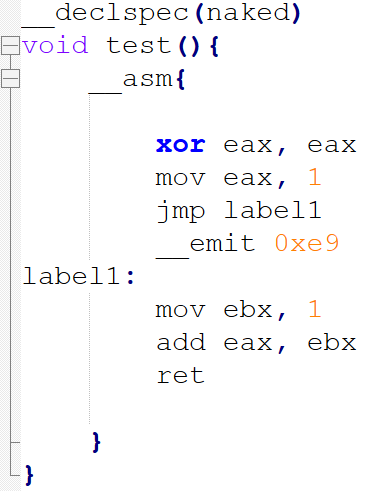 __declspec(naked)
void test(){
__asm{
xor eax, eax
mov eax, 1
jmp label1
__emit 0xe9
label1:
mov ebx, 1
add eax, ebx
ret
}
}